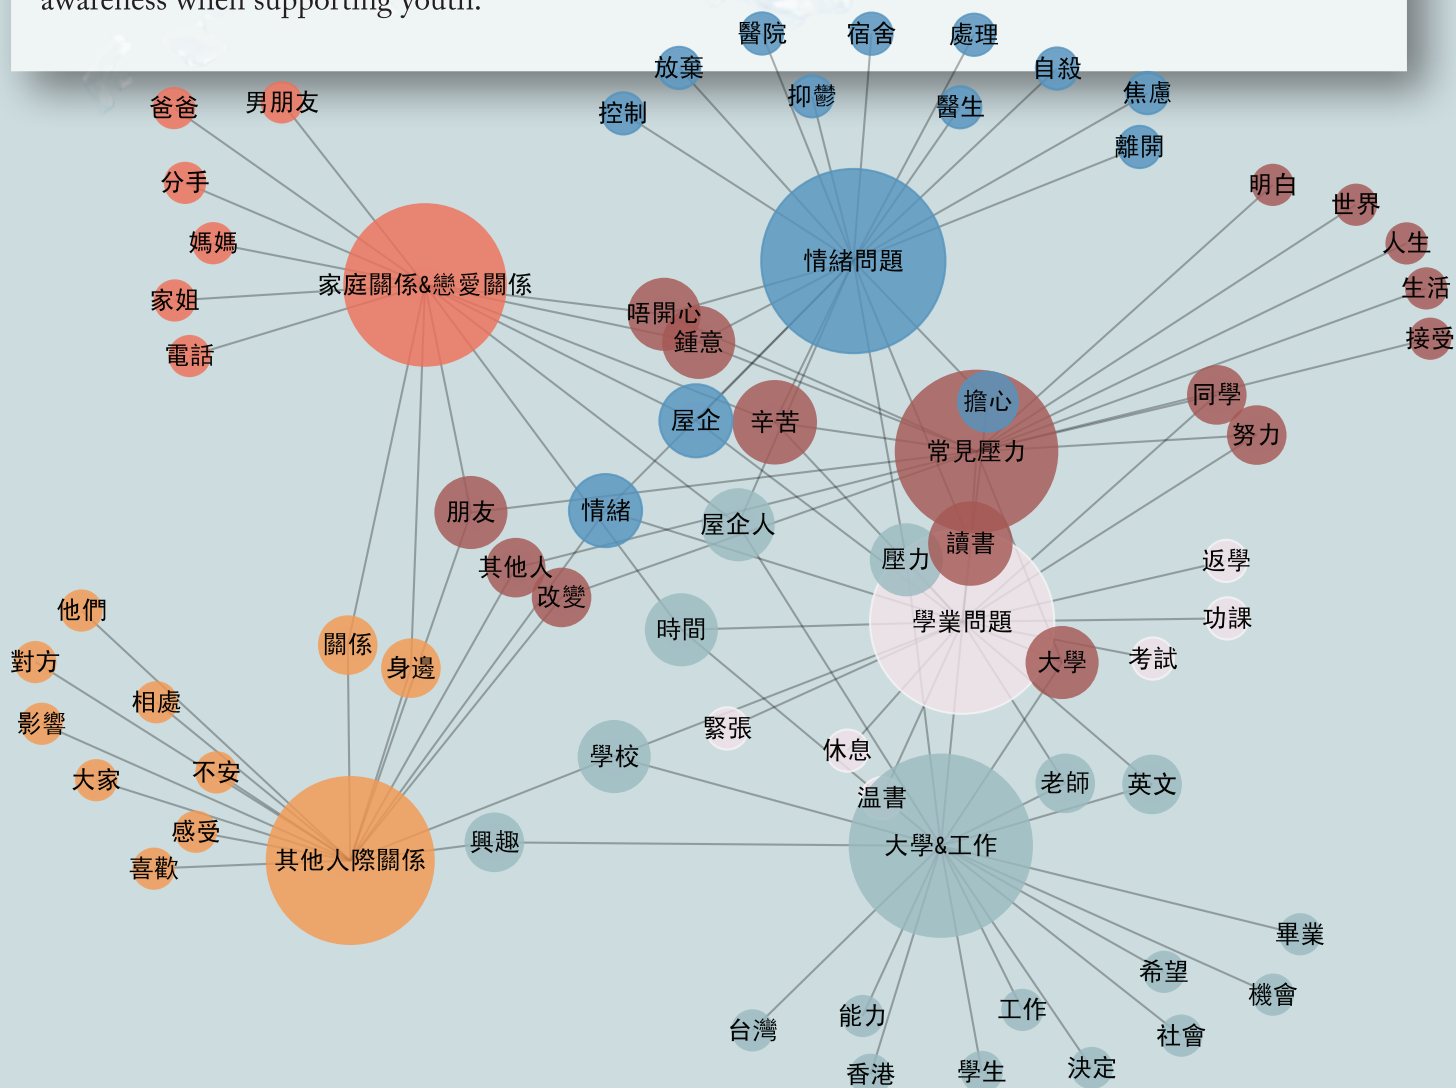 awareness when supporting youth.
醫院
宿舍
處理
放棄
自殺
抑鬱
焦慮
控制
醫生
離開
爸爸
男朋友
分手
媽媽
家姐
電話
家庭關係&戀愛關係
情緒問題
明白
世界
人生
生活
接受
唔開心
鍾意
擔心
同學
屋企
辛苦
努力
常見壓力
朋友
情緒
屋企人
讀書
壓力
其他人
改變
返學
他們
關係
身邊
時間
學業問題
功課
對方
大學
考試
相處
影響
緊張
休息
大家
不安
學校
温書
老師
英文
感受
興趣
喜歡
其他人際關係
大學&工作
畢業
希望
機會
台灣
能力
工作
社會
香港
學生
決定